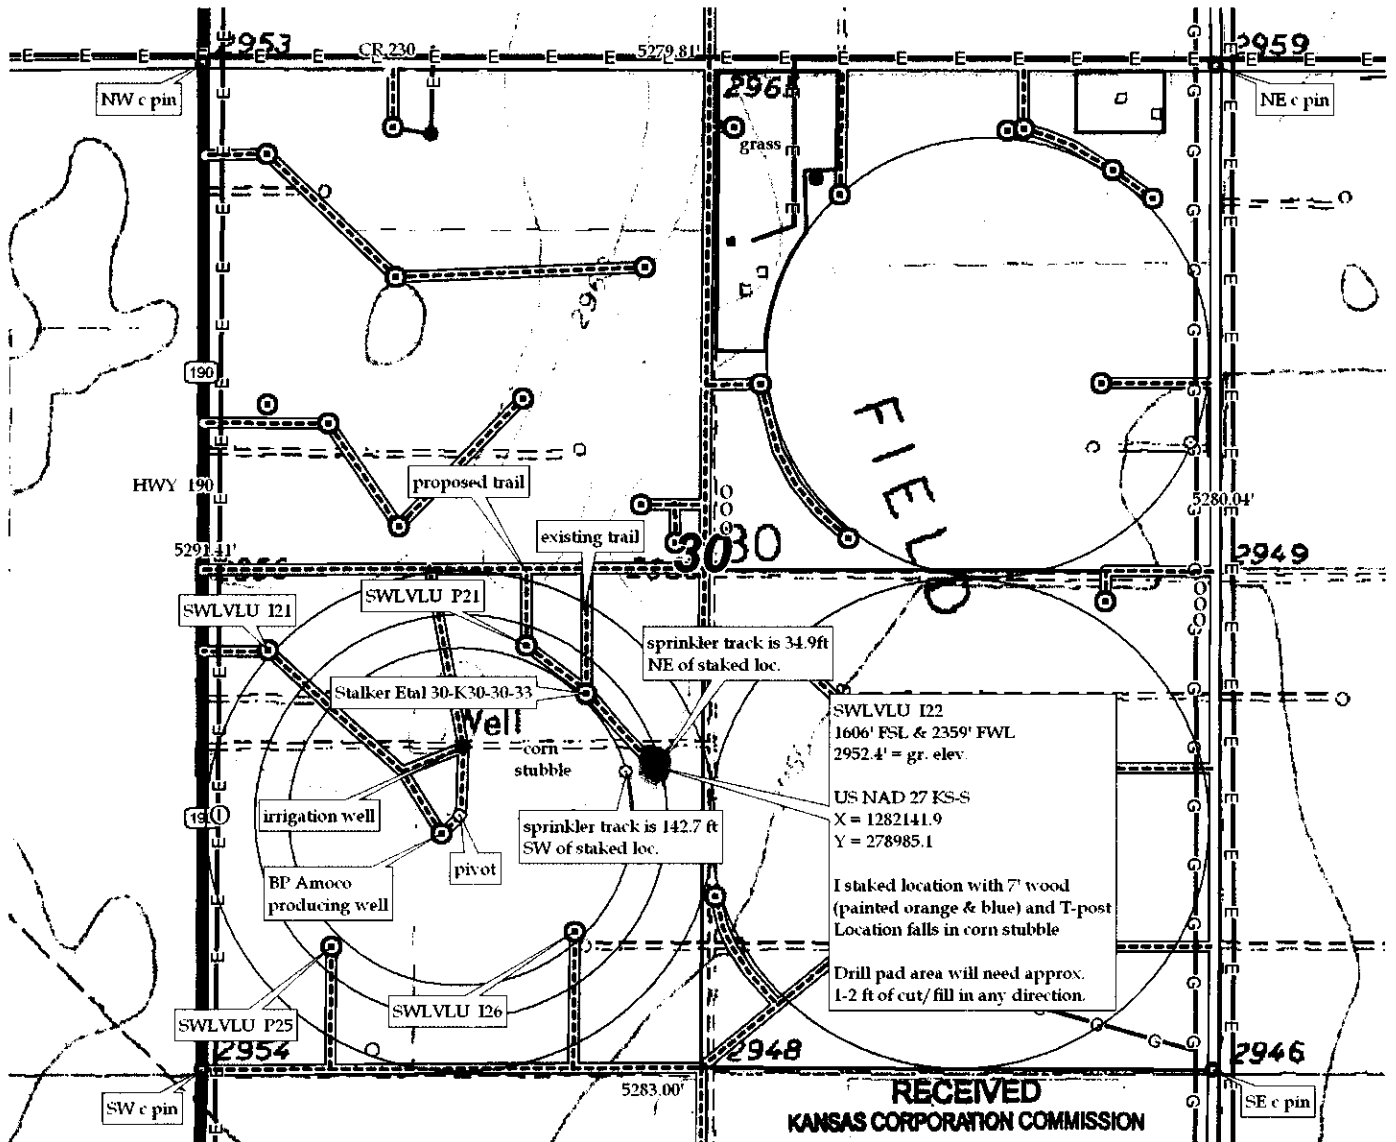 2953
CR 230
5279.81'
2959
NW c pin
NE c pin
grass
190
FIELD
proposed trail
HWY 190
5280.04'
existing trail
5291.41'
30
2949
SWLVLU I21
SWLVLU P21
sprinkler track is 34.9ft
NE of staked loc.
Stalker Etal 30-K30-30-33
Well
corn
stubble
SWLVLU I22
1606' FSL & 2359' FWL
2952.4' = gr. elev.
US NAD 27 KS-S
X = 1282141.9
Y = 278985.1
I staked location with 7' wood
(painted orange & blue) and T-post
Location falls in corn stubble
Drill pad area will need approx.
1-2 ft of cut/fill in any direction.
irrigation well
sprinkler track is 142.7 ft
SW of staked loc.
pivot
BP Amoco
producing well
SWLVLU P25
SWLVLU I26
2954
2948
2946
SW c pin
5283.00'
SE c pin
RECEIVED
KANSAS CORPORATION COMMISSION